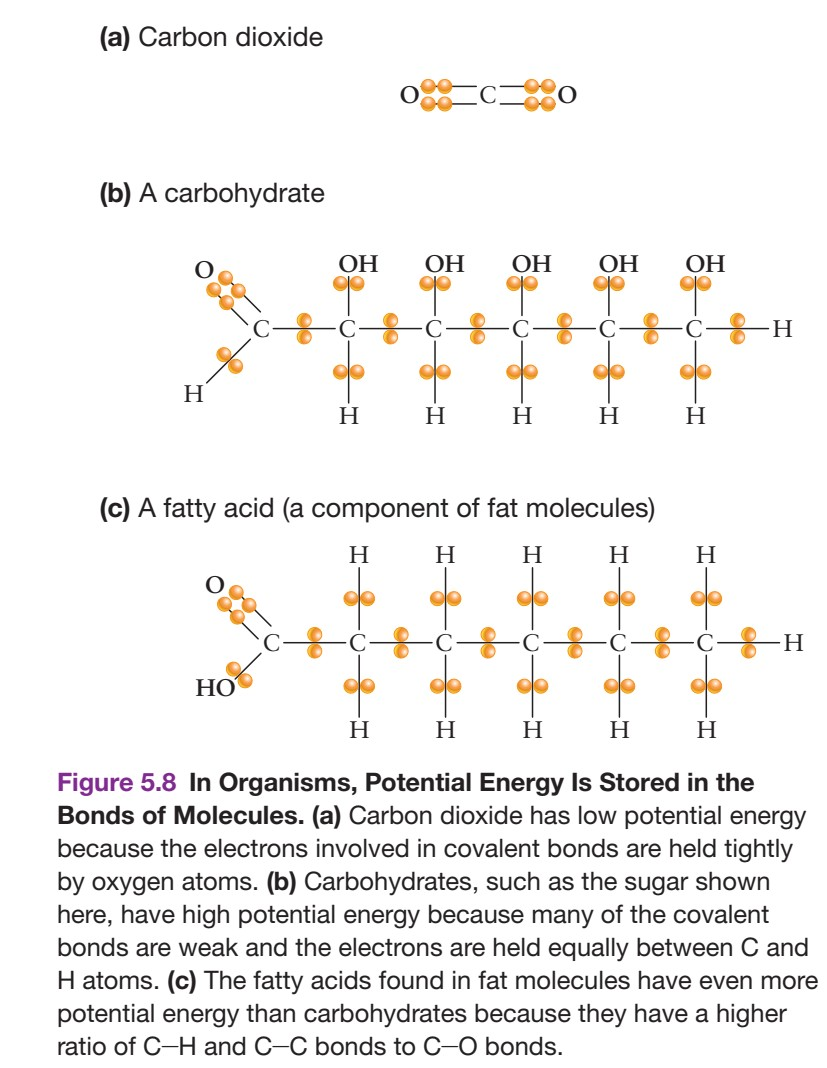 (a) Carbon dioxide
O C O
(b) A carbohydrate
O OH OH OH OH OH
C C C C C C H
H H H H H H
(c) A fatty acid (a component of fat molecules)
H H H H H
O
C C C C C C H
HO
H H H H H
Figure 5.8 In Organisms, Potential Energy Is Stored in the
Bonds of Molecules. (a) Carbon dioxide has low potential energy
because the electrons involved in covalent bonds are held tightly
by oxygen atoms. (b) Carbohydrates, such as the sugar shown
here, have high potential energy because many of the covalent
bonds are weak and the electrons are held equally between C and
H atoms. (c) The fatty acids found in fat molecules have even more
potential energy than carbohydrates because they have a higher
ratio of C—H and C—C bonds to C—O bonds.